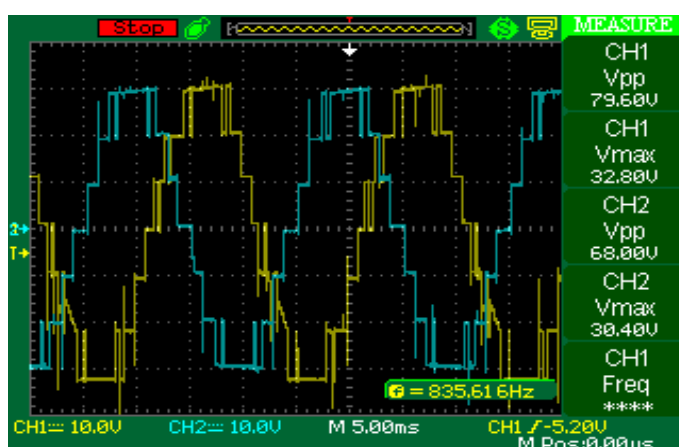 Stop
MEASURE
CH1
Vpp
79.60V
CH1
Vmax
32.80V
CH2
Vpp
68.00V
CH2
Vmax
30.40V
CH1
Freq
****
f = 835.616Hz
CH1 10.0V CH2 10.0V M 5.00ms CH1 -5.20V
M Pos:0.00μs